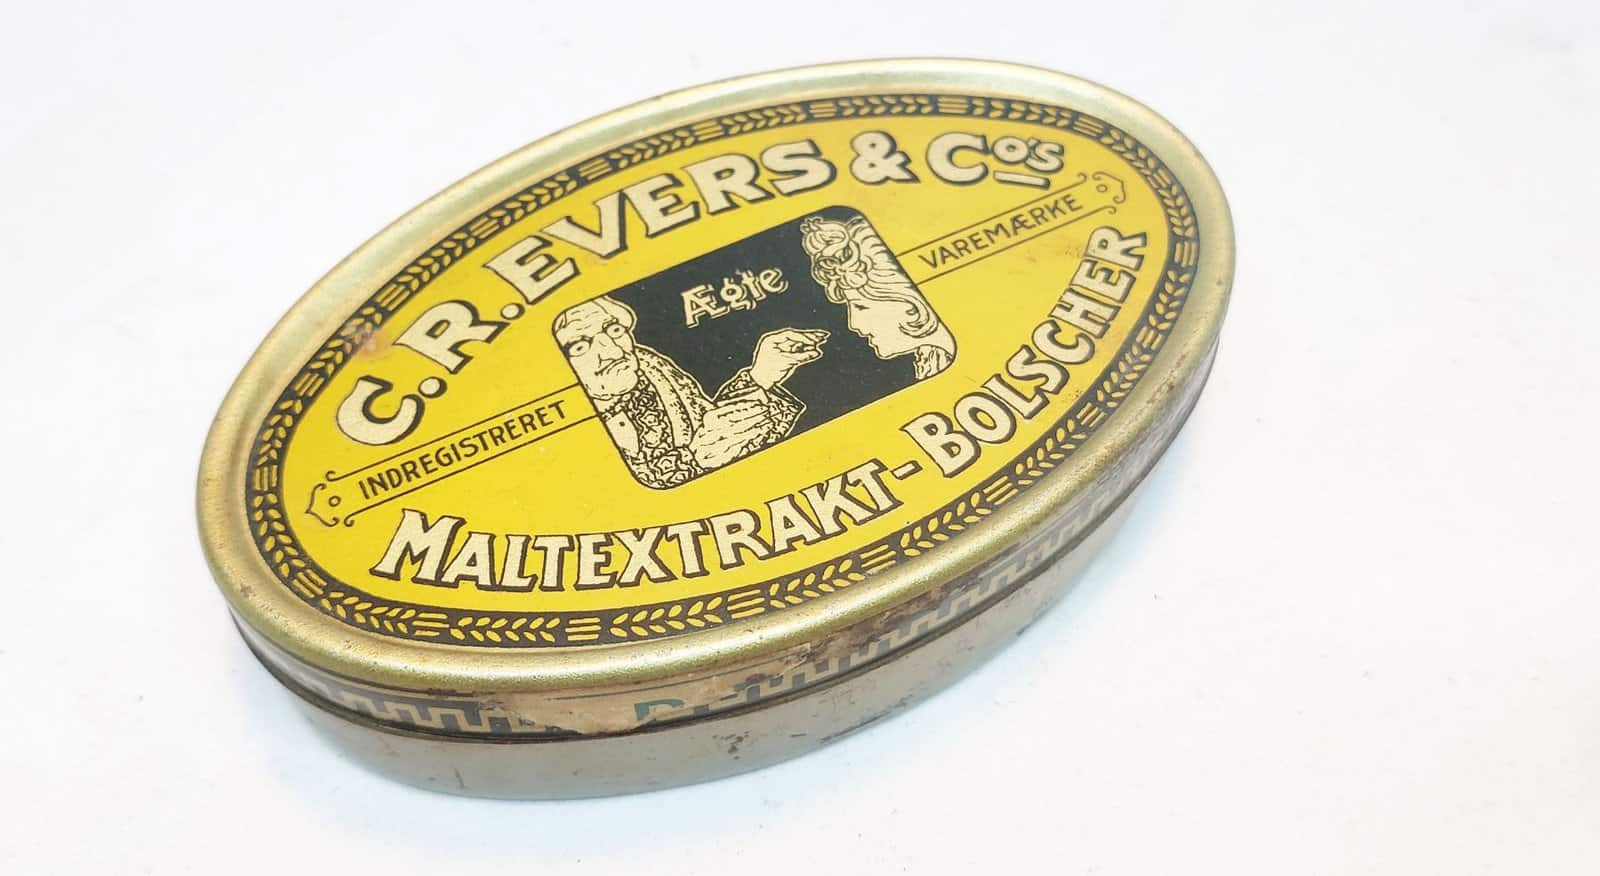 C. R. EVERS & Co's
INDREGISTRERET
Ægte
VAREMÆRKE
MALTEXTRAKT-BOLSCHER